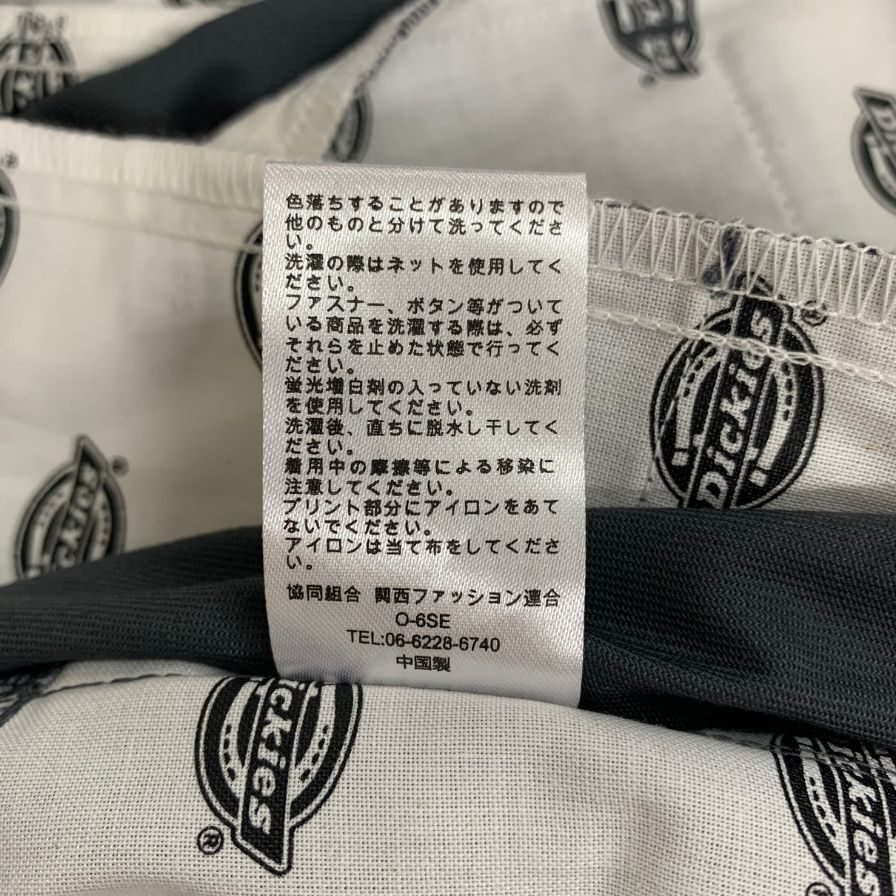 色落ちすることがありますので
他のものと分けて洗ってくださ
い。
洗濯の際はネットを使用してく
ださい。
ファスナー、ボタン等がついて
いる商品を洗濯する際は、必ず
それらを止めた状態で行ってく
ださい。
蛍光増白剤の入っていない洗剤
を使用してください。
洗濯後、直ちに脱水し干してく
ださい。
着用中の摩擦等による移染に
注意してください。
プリント部分にアイロンをあて
ないでください。
アイロンは当て布をしてくださ
い。
協同組合 関西ファッション連合
O-6SE
TEL:06-6228-6740
中国製
Dickies
®
Dickies
®
Dickies
®